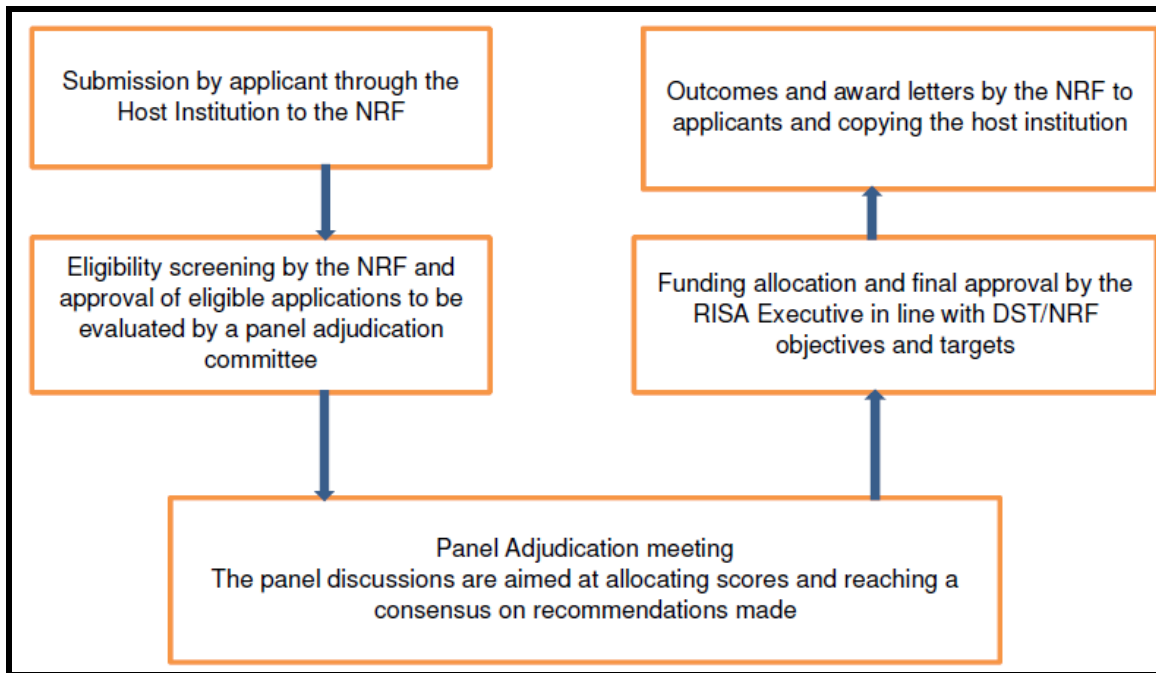 Submission by applicant through the
Host Institution to the NRF
Eligibility screening by the NRF and
approval of eligible applications to be
evaluated by a panel adjudication
committee
Panel Adjudication meeting
The panel discussions are aimed at allocating scores and reaching a
consensus on recommendations made
Funding allocation and final approval by the
RISA Executive in line with DST/NRF
objectives and targets
Outcomes and award letters by the NRF to
applicants and copying the host institution